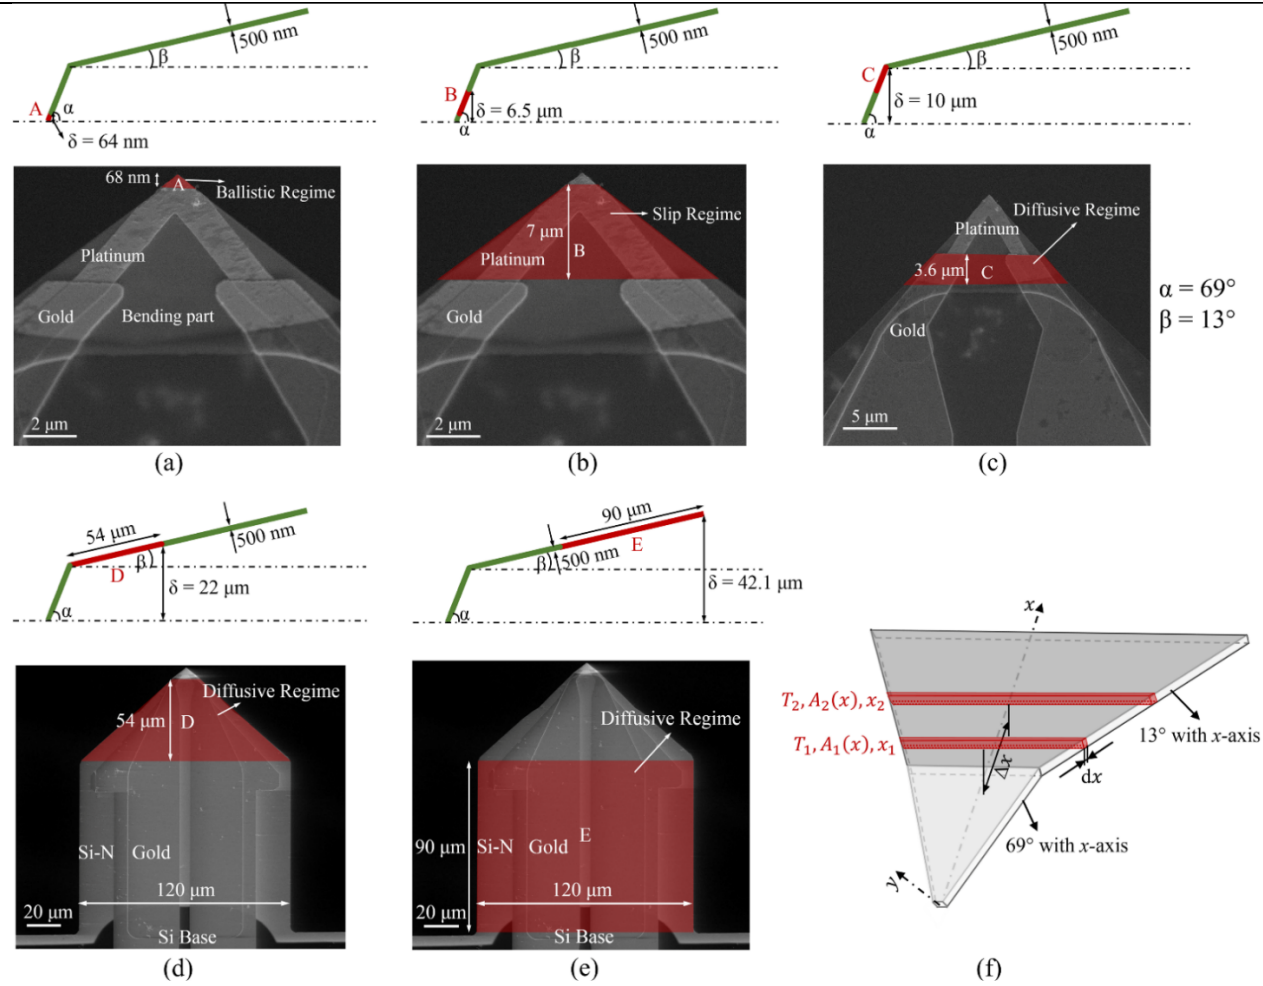 500 nm
β
A
α
δ = 64 nm
500 nm
β
B
δ = 6.5 μm
α
500 nm
β
C
δ = 10 μm
α
68 nm
A
Ballistic Regime
Platinum
Gold
Bending part
2 μm
Slip Regime
7 μm
B
Platinum
Gold
2 μm
Diffusive Regime
Platinum
3.6 μm
C
Gold
5 μm
α = 69°
β = 13°
(a)
(b)
(c)
54 μm
500 nm
β
D
δ = 22 μm
α
90 μm
500 nm
E
β
δ = 42.1 μm
α
Diffusive Regime
54 μm
D
Si-N
Gold
120 μm
20 μm
Si Base
Diffusive Regime
E
90 μm
Si-N
Gold
120 μm
20 μm
Si Base
x
T₂, A₂(x), x₂
T₁, A₁(x), x₁
Δx
dx
13° with x-axis
69° with x-axis
y
(d)
(e)
(f)